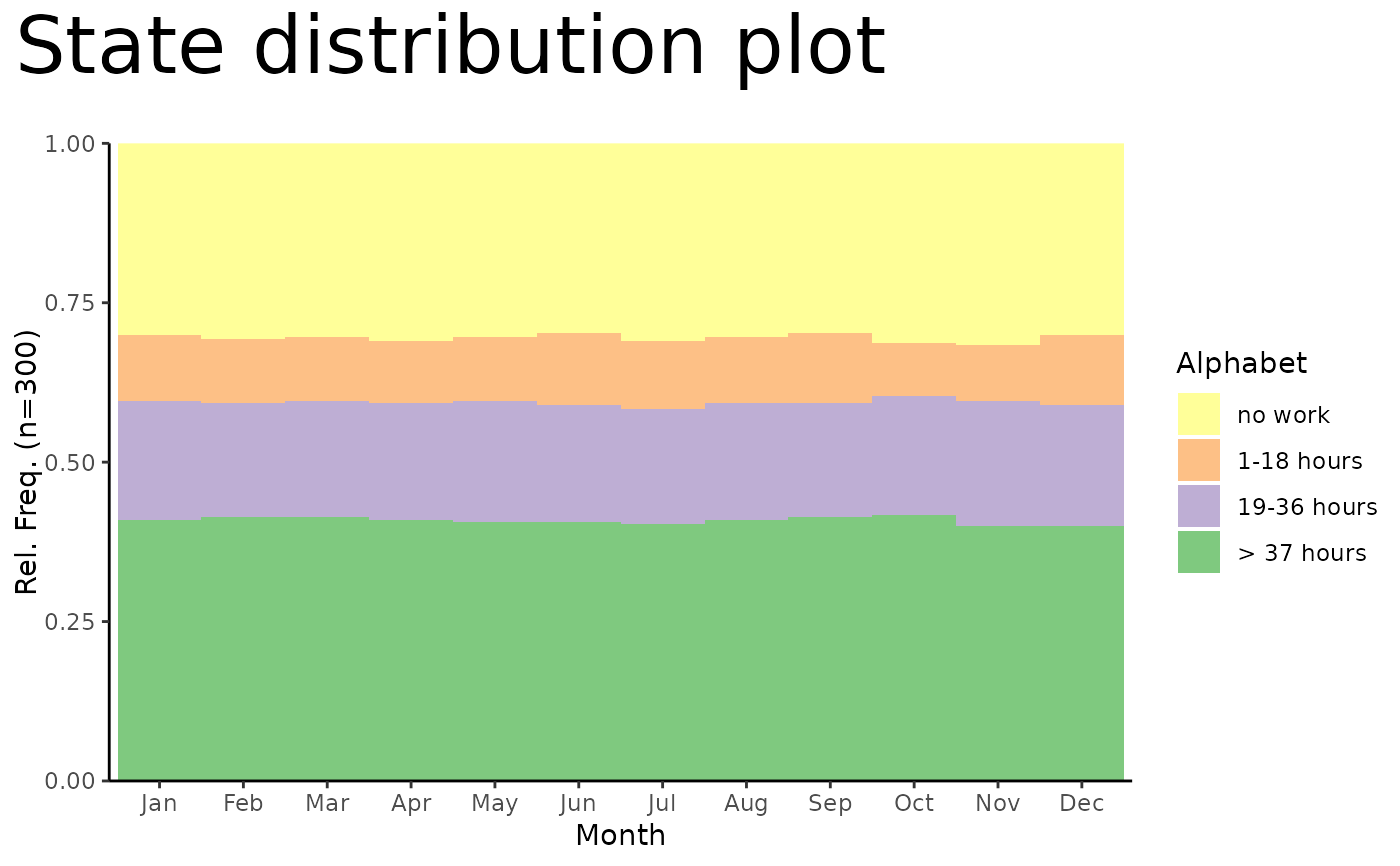 State distribution plot
Rel. Freq. (n=300)
1.00
0.75
0.50
0.25
0.00
Jan Feb Mar Apr May Jun Jul Aug Sep Oct Nov Dec
Month
Alphabet
no work
1-18 hours
19-36 hours
> 37 hours